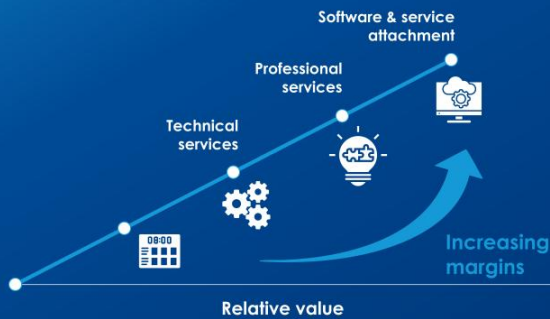 Software & service
attachment
Professional
services
Technical
services
08:00
Increasing
margins
Relative value